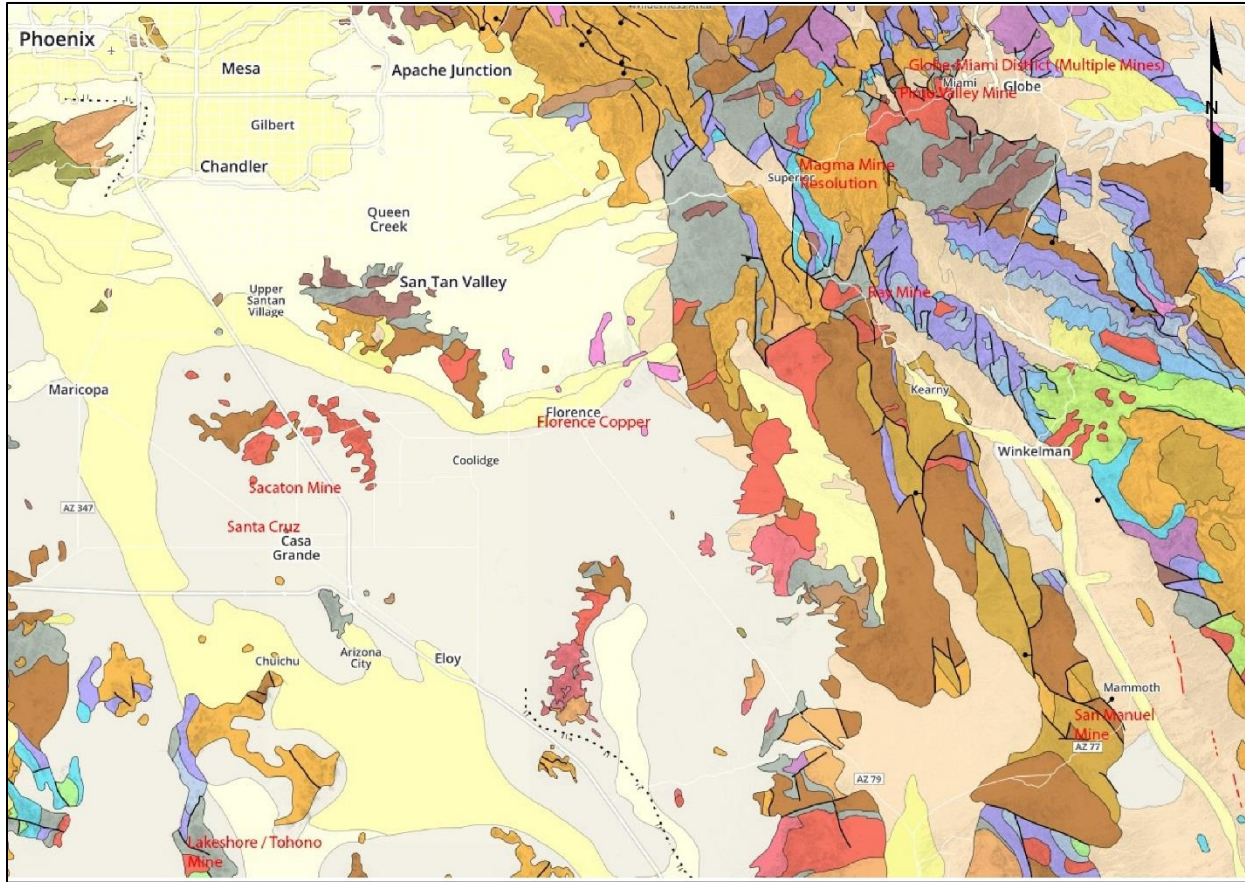 Wilderness Area
Phoenix
Mesa
Apache Junction
Globe-Miami District (Multiple Mines)
Miami
Globe
Pinto Valley Mine
N
Gilbert
Chandler
Magma Mine
Superior
Resolution
Queen
Creek
San Tan Valley
Upper
Santan
Village
Ray Mine
Maricopa
Kearny
Florence
Florence Copper
Coolidge
Winkelman
Sacaton Mine
AZ 347
Santa Cruz
Casa
Grande
Arizona
City
Eloy
Chuichu
Mammoth
San Manuel
Mine
AZ 77
AZ 79
Lakeshore / Tohono
Mine